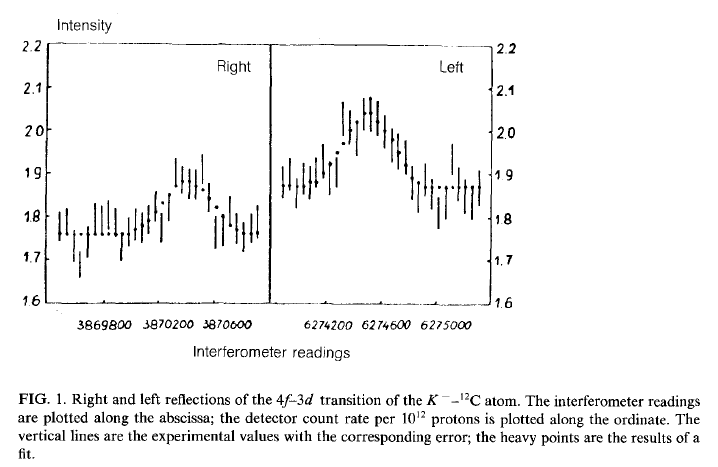 Intensity
2.2
2.1
2.0
1.9
1.8
1.7
1.6
Right
Left
2.2
2.1
2.0
1.9
1.8
1.7
1.6
3869800 3870200 3870600 6274200 6274600 6275000
Interferometer readings
FIG. 1. Right and left reflections of the 4f–3d transition of the K⁻–¹²C atom. The interferometer readings
are plotted along the abscissa; the detector count rate per 10¹² protons is plotted along the ordinate. The
vertical lines are the experimental values with the corresponding error; the heavy points are the results of a
fit.